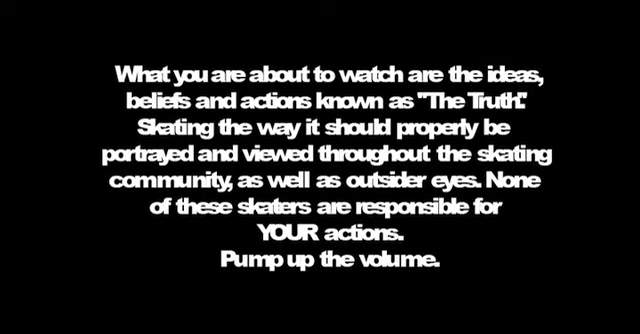 What you are about to watch are the ideas,
beliefs and actions known as "The Truth."
Skating the way it should properly be
portrayed and viewed throughout the skating
community, as well as outsider eyes. None
of these skaters are responsible for
YOUR actions.
Pump up the volume.